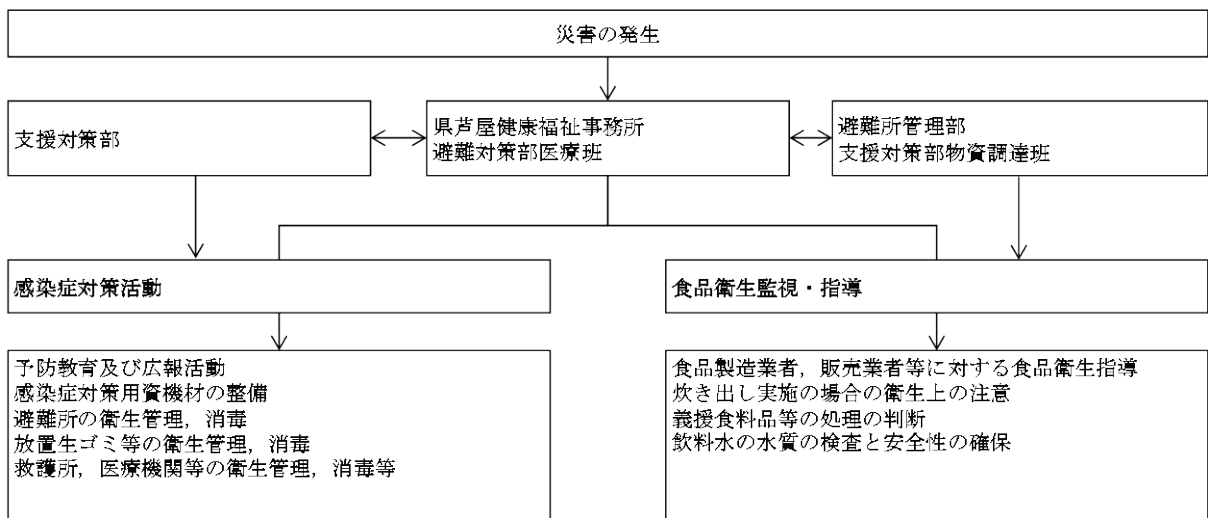 災害の発生
支援対策部
県芦屋健康福祉事務所
避難対策部医療班
避難所管理部
支援対策部物資調達班
感染症対策活動
食品衛生監視・指導
予防教育及び広報活動
感染症対策用資機材の整備
避難所の衛生管理，消毒
放置生ゴミ等の衛生管理，消毒
救護所，医療機関等の衛生管理，消毒等
食品製造業者，販売業者等に対する食品衛生指導
炊き出し実施の場合の衛生上の注意
義援食料品等の処理の判断
飲料水の水質の検査と安全性の確保